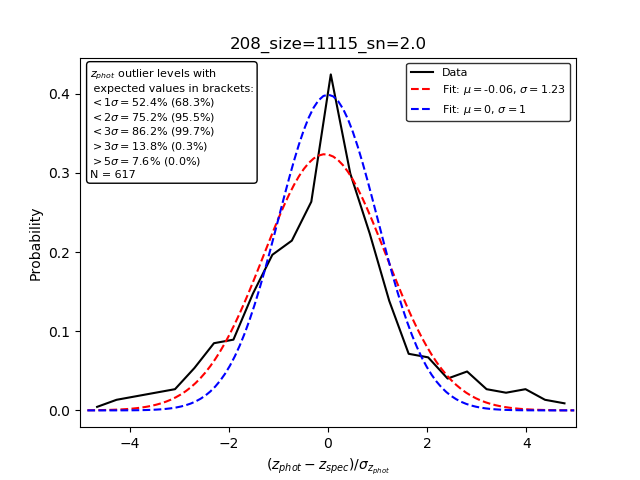 208_size=1115_sn=2.0
z_phot outlier levels with
expected values in brackets:
< 1σ = 52.4% (68.3%)
< 2σ = 75.2% (95.5%)
< 3σ = 86.2% (99.7%)
> 3σ = 13.8% (0.3%)
> 5σ = 7.6% (0.0%)
N = 617
Data
Fit: μ = -0.06, σ = 1.23
Fit: μ = 0, σ = 1
Probability
0.4
0.3
0.2
0.1
0.0
−4 −2 0 2 4
(z_phot − z_spec)/σ_z_phot